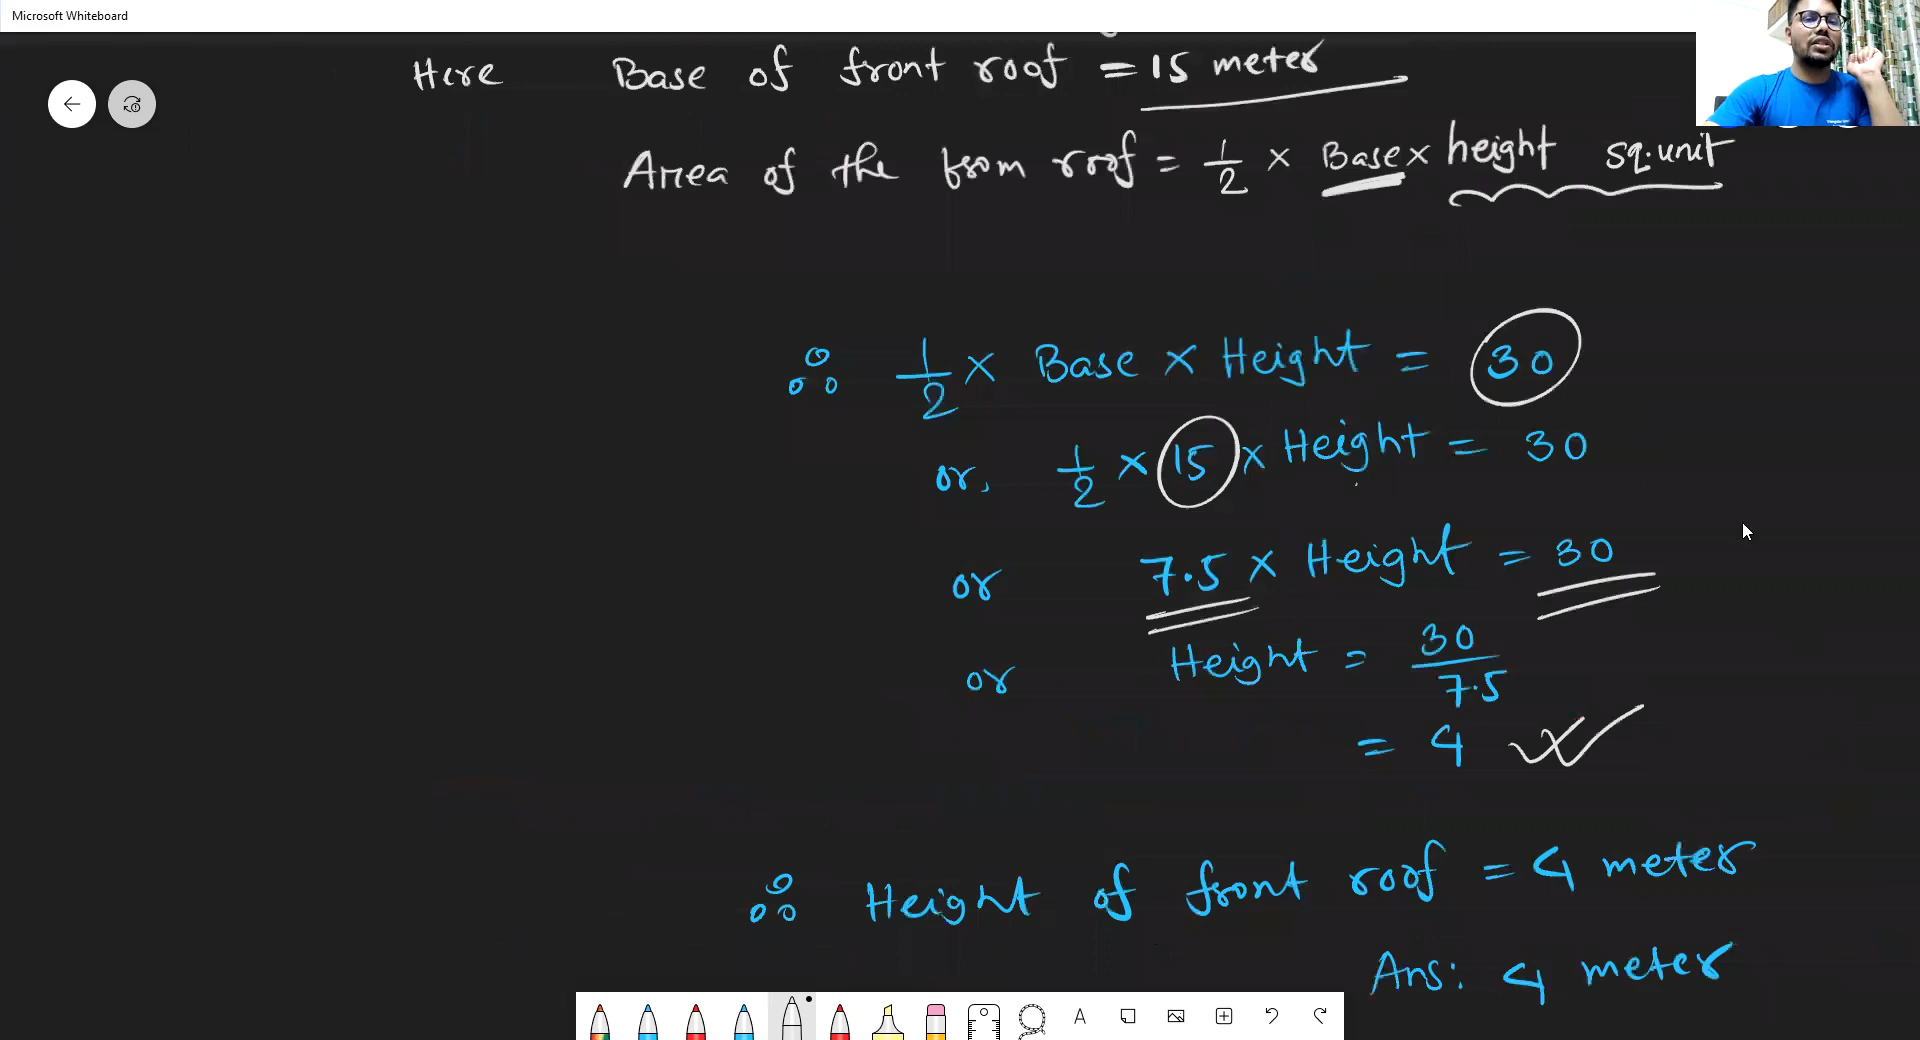 Microsoft Whiteboard
Here Base of front roof = 15 meter
Area of the from roof = 1/2 × Base × height sq.unit
∴ 1/2 × Base × Height = 30
or, 1/2 × 15 × Height = 30
or 7.5 × Height = 30
or Height = 30/7.5
= 4
∴ Height of front roof = 4 meter
Ans: 4 meter
A